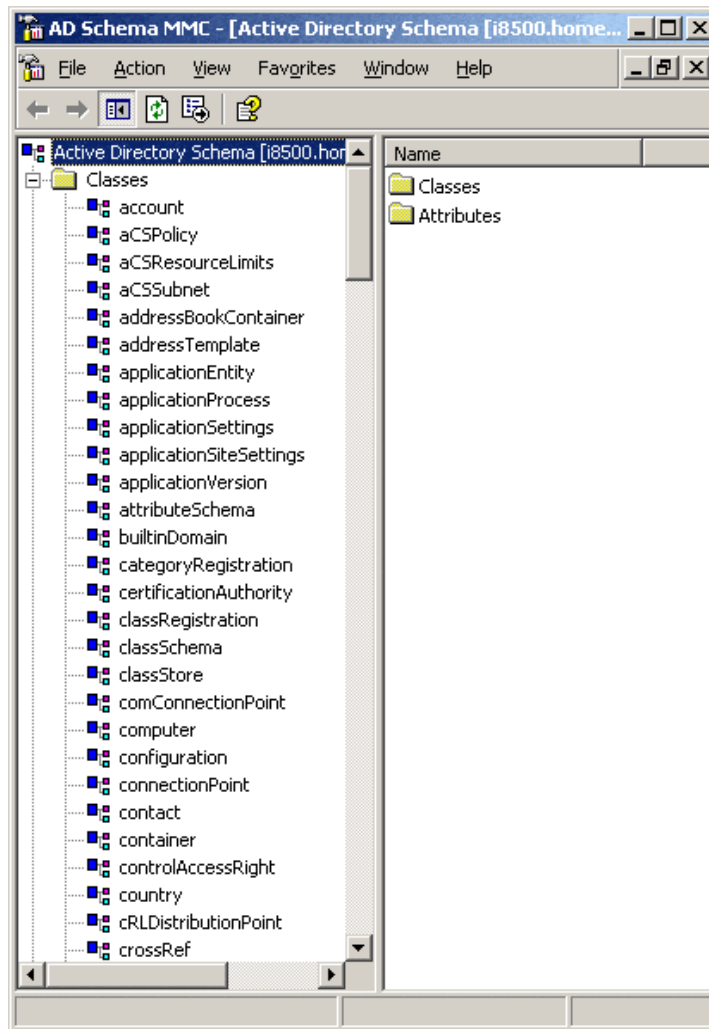 AD Schema MMC - [Active Directory Schema [i8500.home...
File Action View Favorites Window Help
Active Directory Schema [i8500.hor
Classes
account
aCSPolicy
aCSResourceLimits
aCSSubnet
addressBookContainer
addressTemplate
applicationEntity
applicationProcess
applicationSettings
applicationSiteSettings
applicationVersion
attributeSchema
builtinDomain
categoryRegistration
certificationAuthority
classRegistration
classSchema
classStore
comConnectionPoint
computer
configuration
connectionPoint
contact
container
controlAccessRight
country
cRLDistributionPoint
crossRef
Name
Classes
Attributes